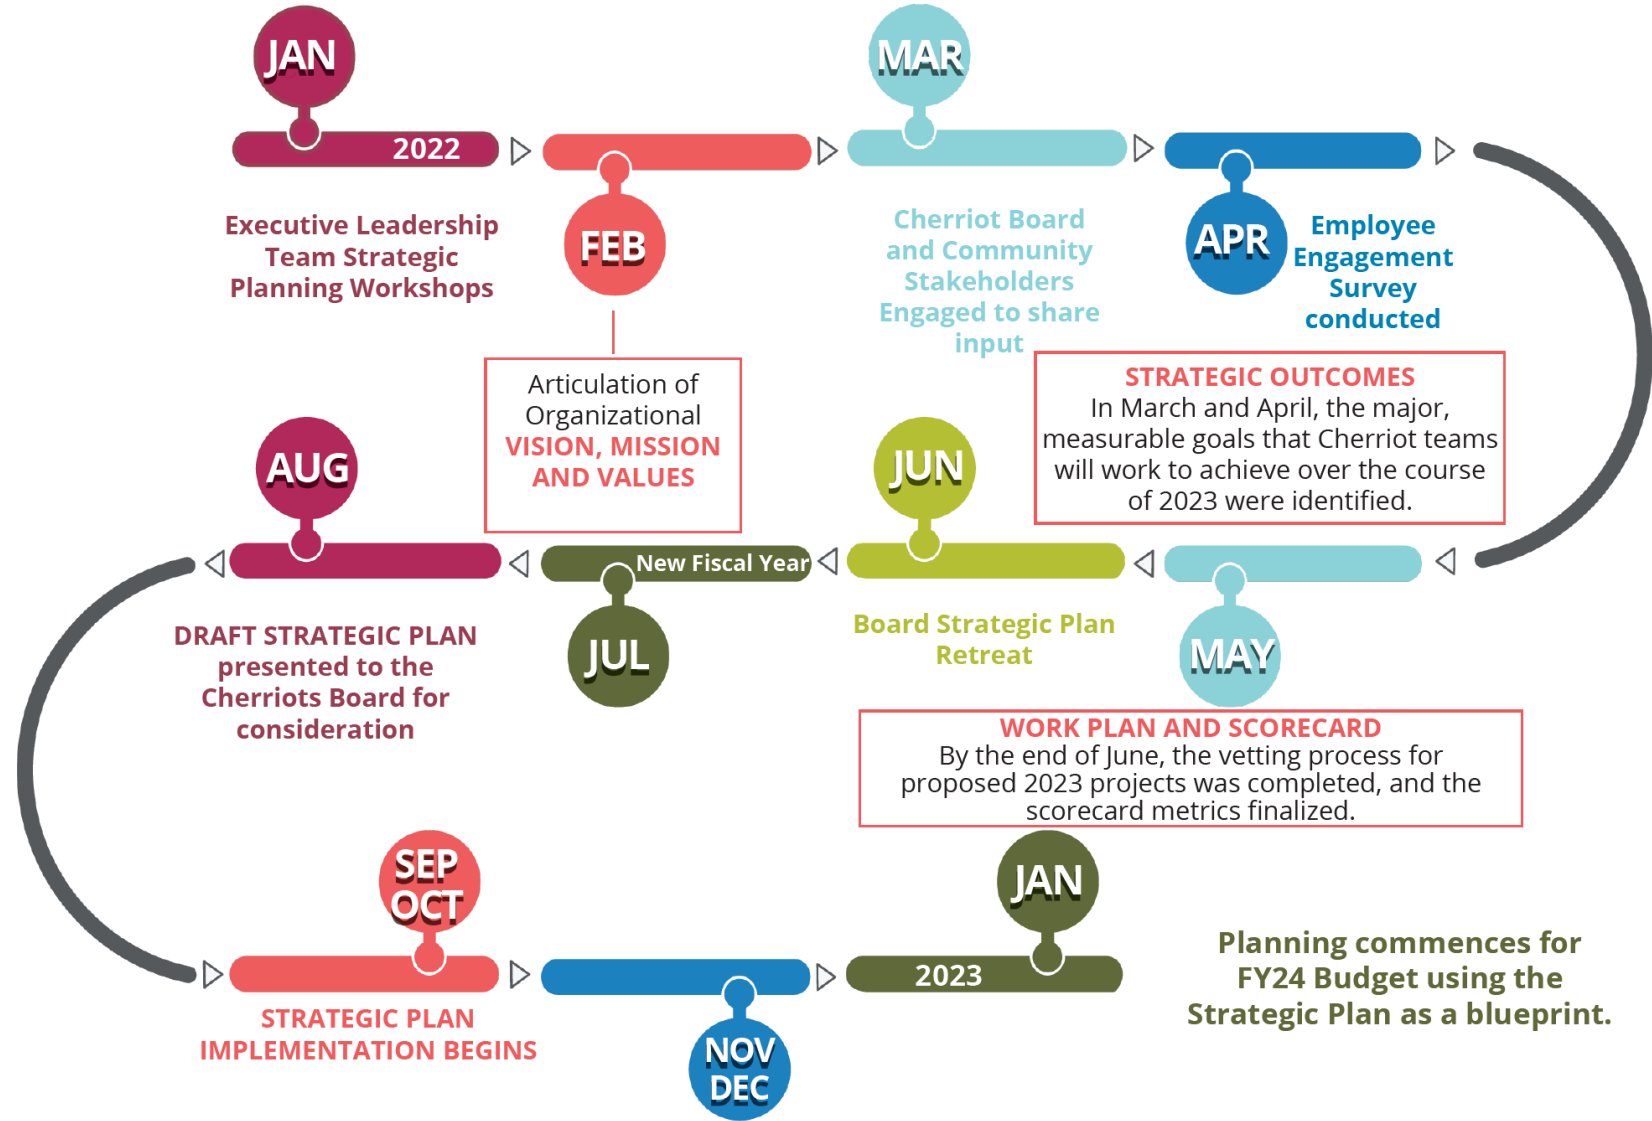 JAN
2022
Executive Leadership
Team Strategic
Planning Workshops
FEB
Articulation of
Organizational
VISION, MISSION
AND VALUES
MAR
Cherriot Board
and Community
Stakeholders
Engaged to share
input
APR
Employee
Engagement
Survey
conducted
STRATEGIC OUTCOMES
In March and April, the major,
measurable goals that Cherriot teams
will work to achieve over the course
of 2023 were identified.
MAY
JUN
Board Strategic Plan
Retreat
WORK PLAN AND SCORECARD
By the end of June, the vetting process for
proposed 2023 projects was completed, and the
scorecard metrics finalized.
New Fiscal Year
JUL
AUG
DRAFT STRATEGIC PLAN
presented to the
Cherriots Board for
consideration
SEP
OCT
STRATEGIC PLAN
IMPLEMENTATION BEGINS
NOV
DEC
JAN
2023
Planning commences for
FY24 Budget using the
Strategic Plan as a blueprint.